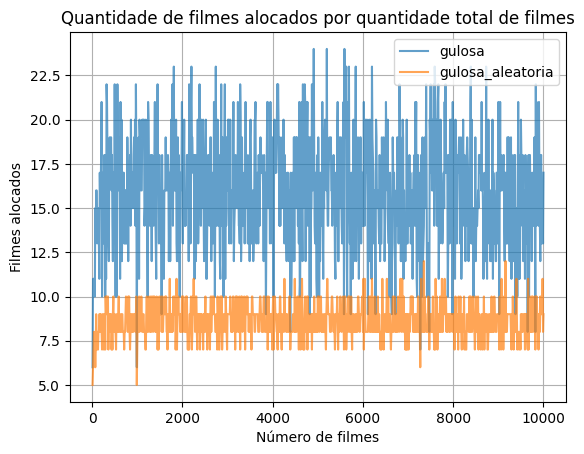 Quantidade de filmes alocados por quantidade total de filmes
gulosa
gulosa_aleatoria
Filmes alocados
22.5
20.0
17.5
15.0
12.5
10.0
7.5
5.0
0
2000
4000
6000
8000
10000
Número de filmes